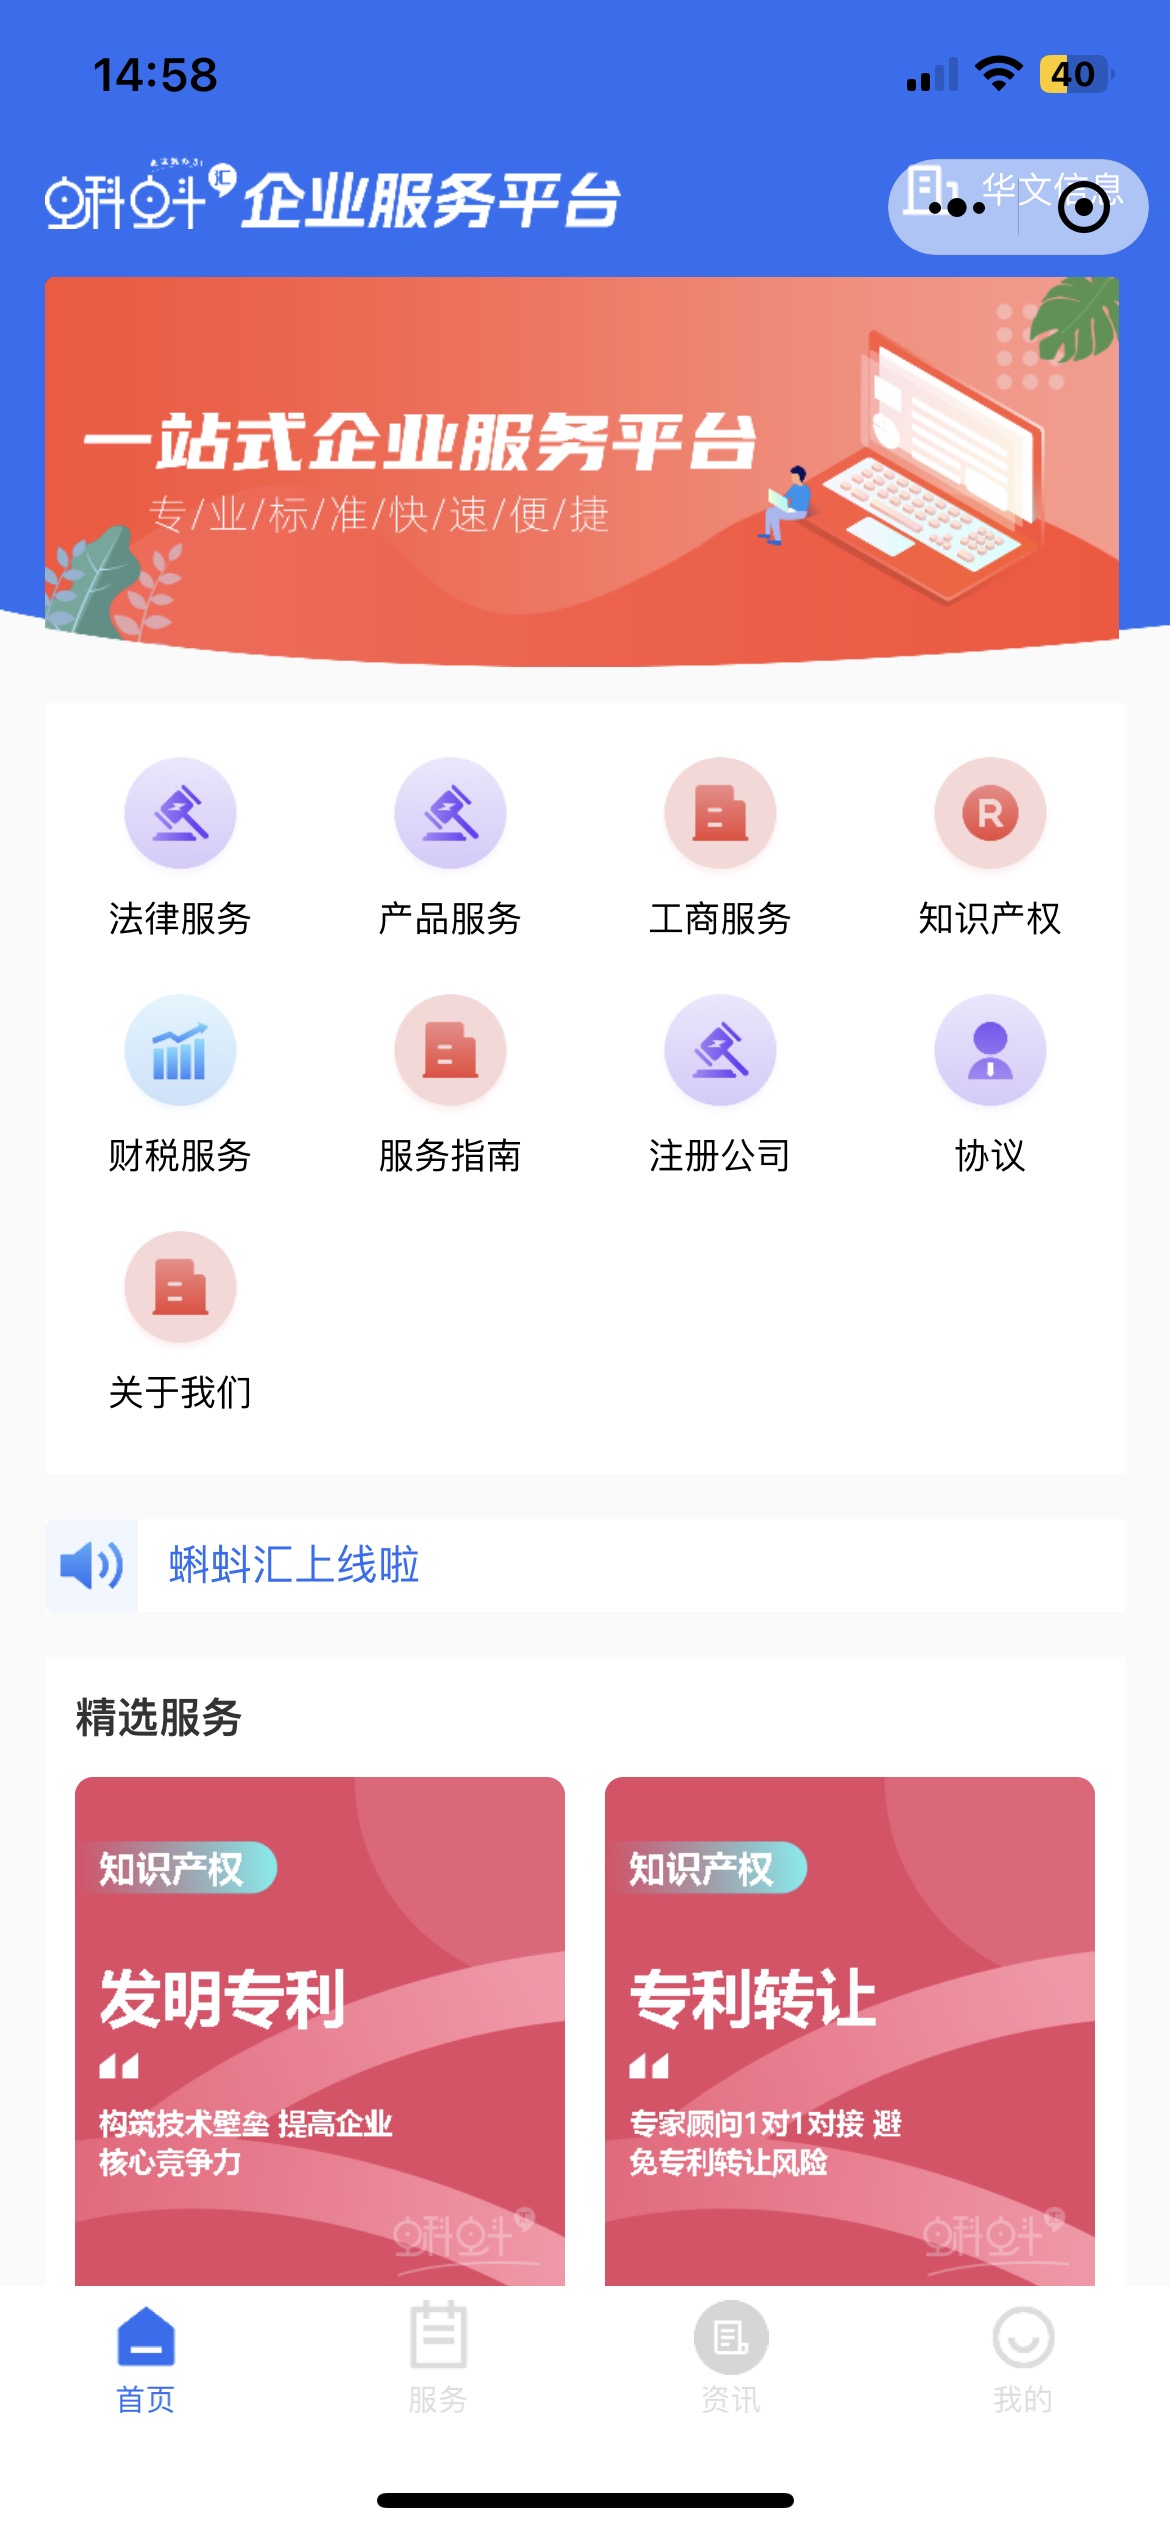 14:58
40
蝌蚪汇企业服务平台
华文信息
一站式企业服务平台
专/业/标/准/快/速/便/捷
法律服务
产品服务
工商服务
知识产权
财税服务
服务指南
注册公司
协议
关于我们
蝌蚪汇上线啦
精选服务
知识产权
发明专利
构筑技术壁垒 提高企业
核心竞争力
蝌蚪汇
知识产权
专利转让
专家顾问1对1对接 避
免专利转让风险
蝌蚪汇
首页
服务
资讯
我的